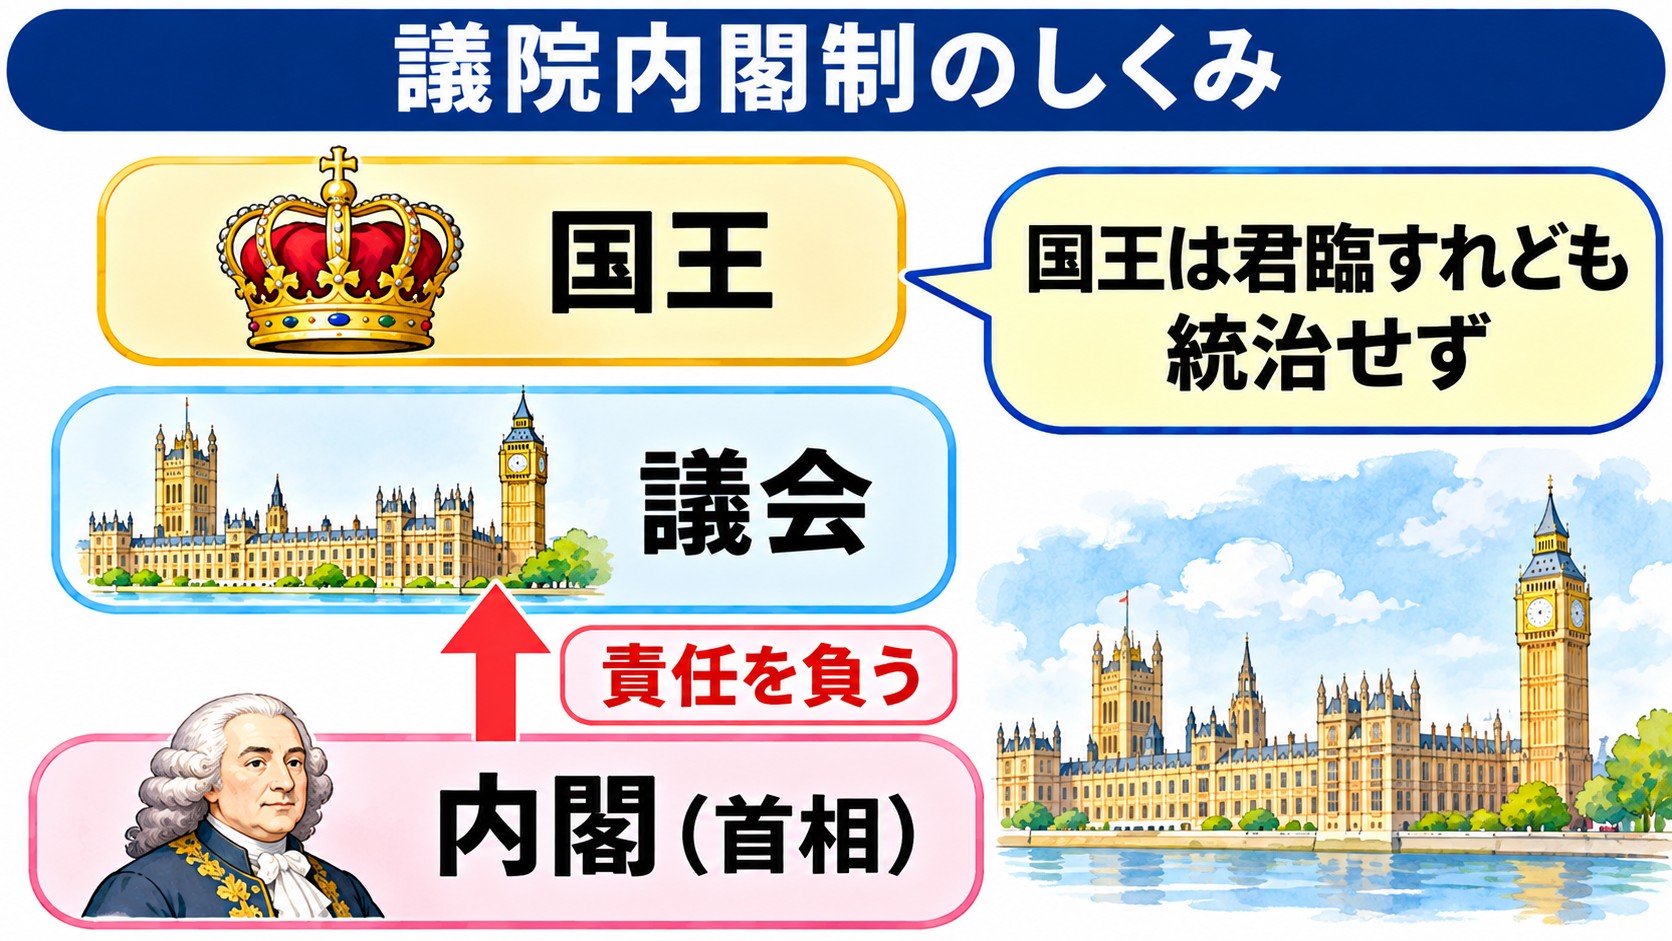 議院内閣制のしくみ
国王
国王は君臨すれども
統治せず
議会
責任を負う
内閣（首相）